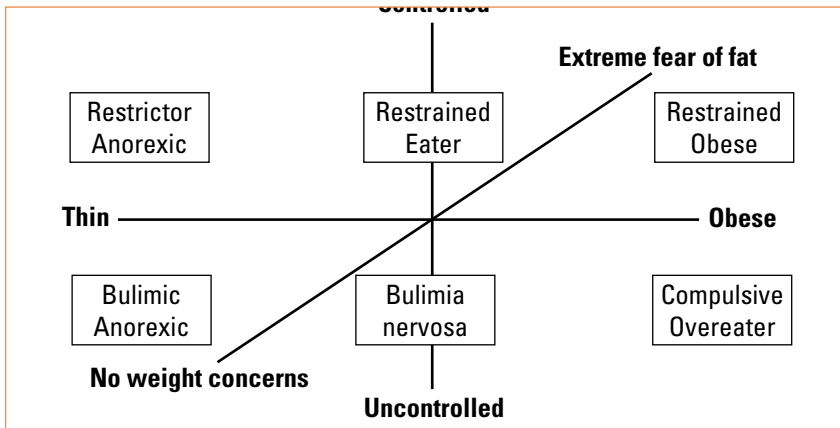 Controlled
Extreme fear of fat
Restrictor
Anorexic
Restrained
Eater
Restrained
Obese
Thin
Obese
Bulimic
Anorexic
Bulimia
nervosa
Compulsive
Overeater
No weight concerns
Uncontrolled